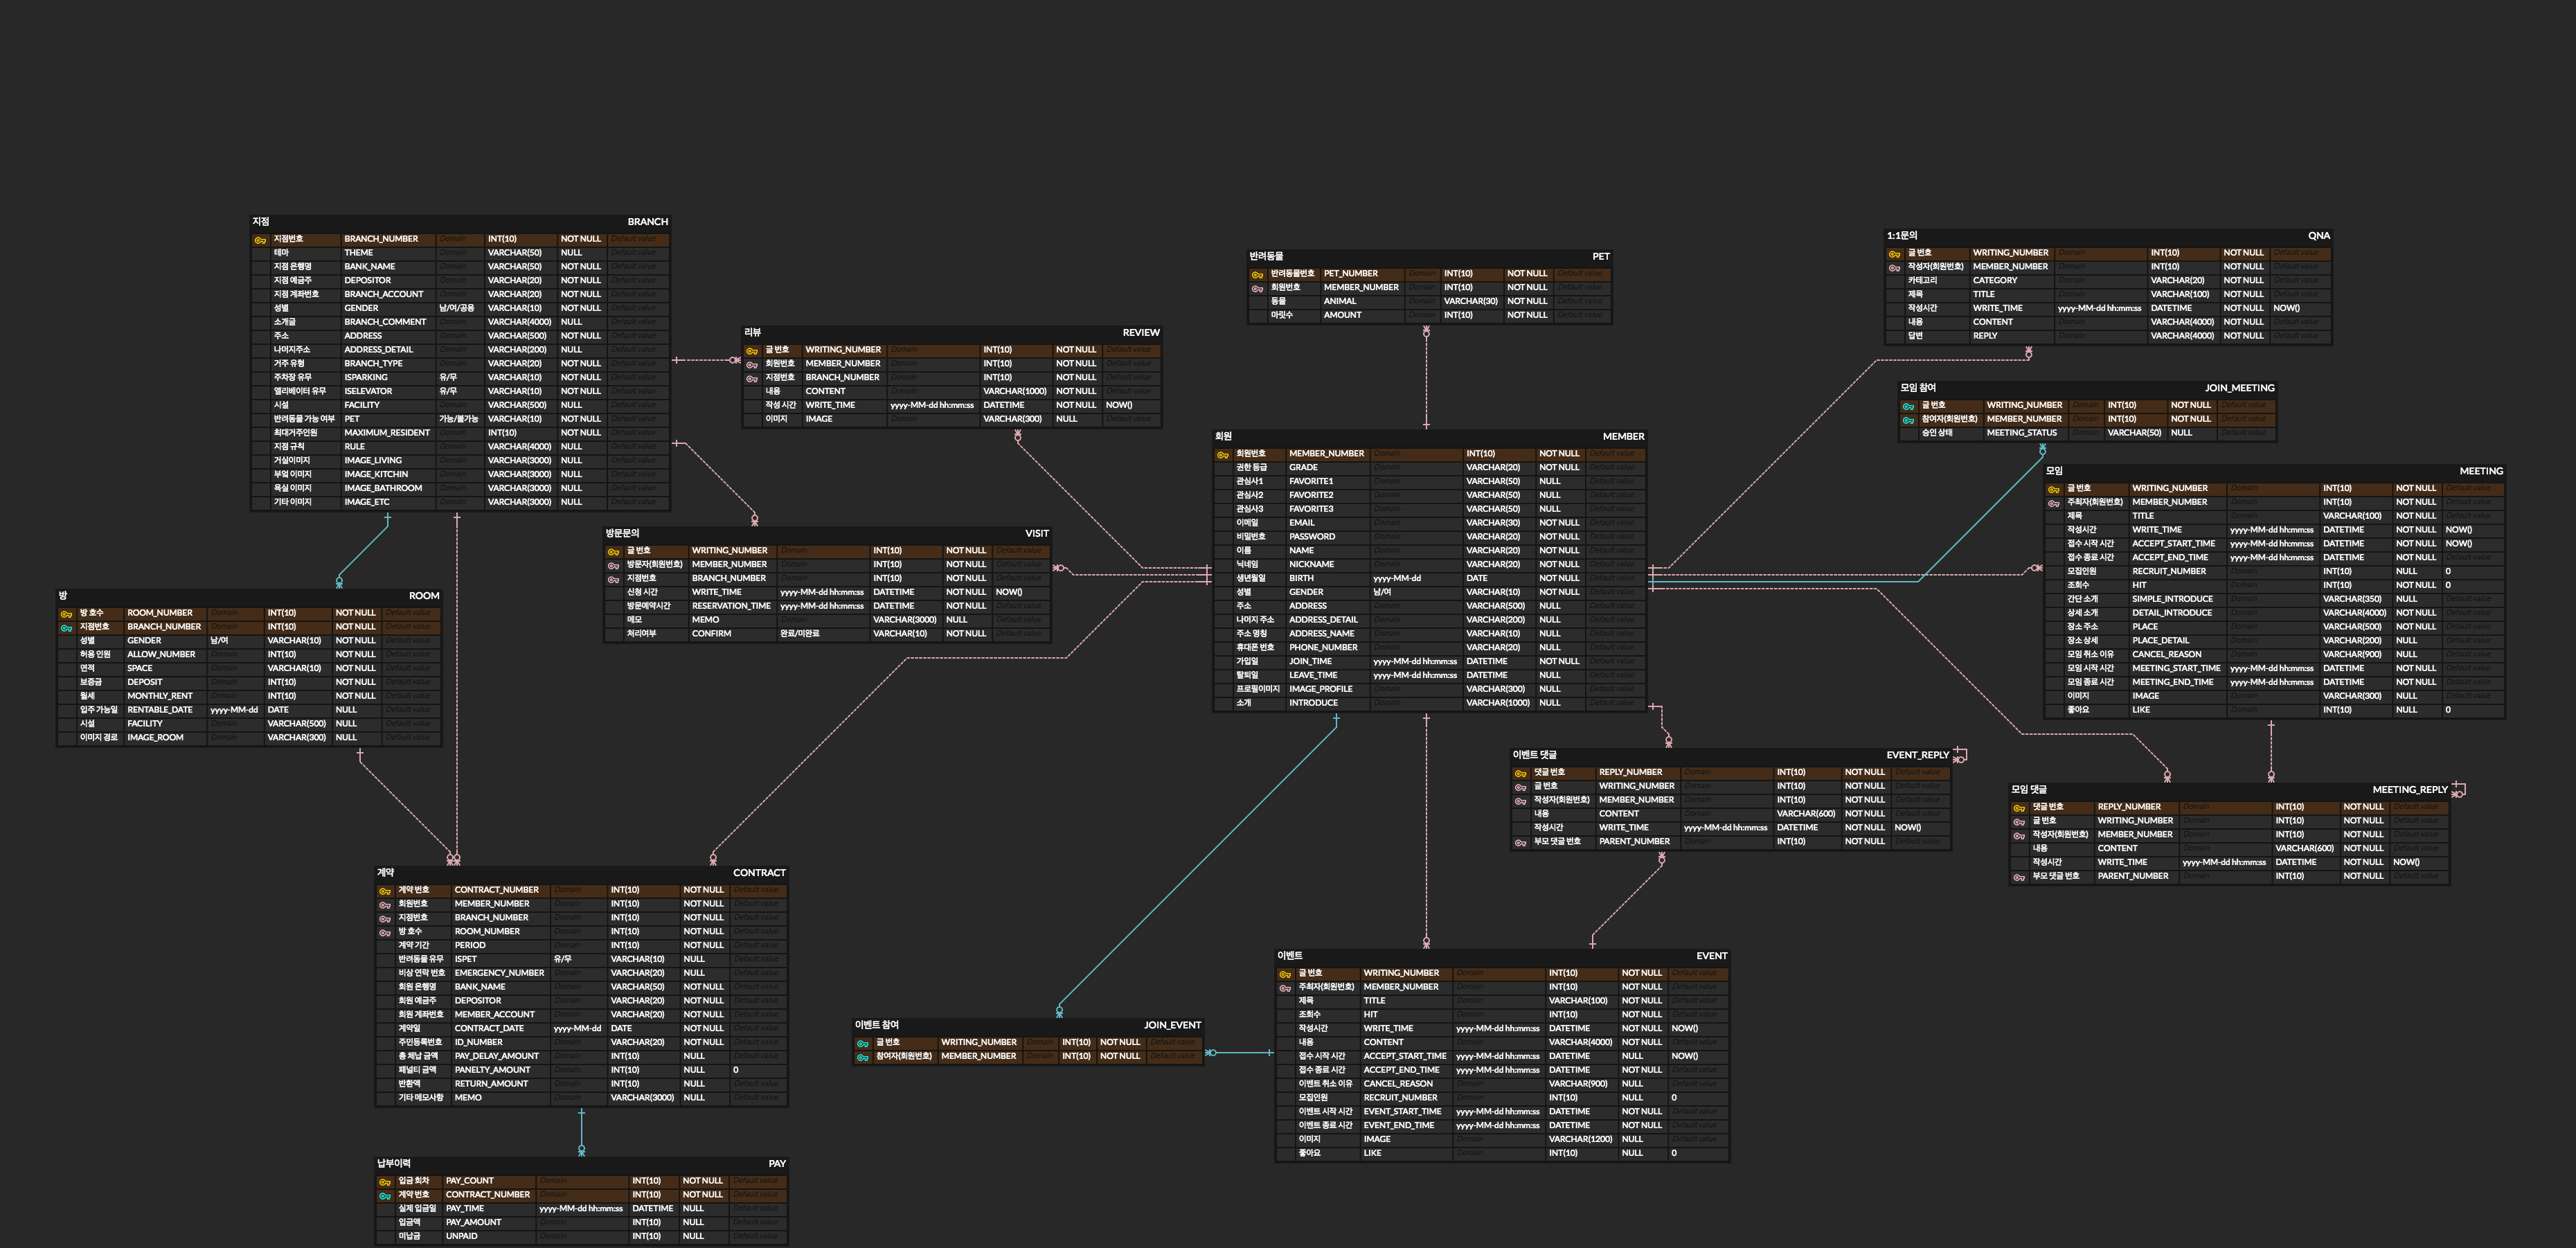 지점 BRANCH
지점번호 BRANCH_NUMBER Domain INT(10) NOT NULL Default value
테마 THEME Domain VARCHAR(50) NULL Default value
지점 은행명 BANK_NAME Domain VARCHAR(50) NOT NULL Default value
지점 예금주 DEPOSITOR Domain VARCHAR(20) NOT NULL Default value
지점 계좌번호 BRANCH_ACCOUNT Domain VARCHAR(20) NOT NULL Default value
성별 GENDER 남/여/공용 VARCHAR(10) NOT NULL Default value
소개글 BRANCH_COMMENT Domain VARCHAR(4000) NULL Default value
주소 ADDRESS Domain VARCHAR(500) NOT NULL Default value
나머지주소 ADDRESS_DETAIL Domain VARCHAR(200) NULL Default value
거주 유형 BRANCH_TYPE Domain VARCHAR(20) NOT NULL Default value
주차장 유무 ISPARKING 유/무 VARCHAR(10) NOT NULL Default value
엘리베이터 유무 ISELEVATOR 유/무 VARCHAR(10) NOT NULL Default value
시설 FACILITY Domain VARCHAR(500) NULL Default value
반려동물 가능 여부 PET 가능/불가능 VARCHAR(10) NOT NULL Default value
최대거주인원 MAXIMUM_RESIDENT Domain INT(10) NOT NULL Default value
지점 규칙 RULE Domain VARCHAR(4000) NULL Default value
거실이미지 IMAGE_LIVING Domain VARCHAR(3000) NULL Default value
부엌 이미지 IMAGE_KITCHIN Domain VARCHAR(3000) NULL Default value
욕실 이미지 IMAGE_BATHROOM Domain VARCHAR(3000) NULL Default value
기타 이미지 IMAGE_ETC Domain VARCHAR(3000) NULL Default value
리뷰 REVIEW
글 번호 WRITING_NUMBER Domain INT(10) NOT NULL Default value
회원번호 MEMBER_NUMBER Domain INT(10) NOT NULL Default value
지점번호 BRANCH_NUMBER Domain INT(10) NOT NULL Default value
내용 CONTENT Domain VARCHAR(1000) NOT NULL Default value
작성 시간 WRITE_TIME yyyy-MM-dd hh:mm:ss DATETIME NOT NULL NOW()
이미지 IMAGE Domain VARCHAR(300) NULL Default value
반려동물 PET
반려동물번호 PET_NUMBER Domain INT(10) NOT NULL Default value
회원번호 MEMBER_NUMBER Domain INT(10) NOT NULL Default value
동물 ANIMAL Domain VARCHAR(30) NOT NULL Default value
마릿수 AMOUNT Domain INT(10) NOT NULL Default value
1:1문의 QNA
글 번호 WRITING_NUMBER Domain INT(10) NOT NULL Default value
작성자(회원번호) MEMBER_NUMBER Domain INT(10) NOT NULL Default value
카테고리 CATEGORY Domain VARCHAR(20) NOT NULL Default value
제목 TITLE Domain VARCHAR(100) NOT NULL Default value
작성시간 WRITE_TIME yyyy-MM-dd hh:mm:ss DATETIME NOT NULL NOW()
내용 CONTENT Domain VARCHAR(4000) NOT NULL Default value
답변 REPLY Domain VARCHAR(4000) NOT NULL Default value
모임 참여 JOIN_MEETING
글 번호 WRITING_NUMBER Domain INT(10) NOT NULL Default value
참여자(회원번호) MEMBER_NUMBER Domain INT(10) NOT NULL Default value
승인 상태 MEETING_STATUS Domain VARCHAR(50) NULL Default value
회원 MEMBER
회원번호 MEMBER_NUMBER Domain INT(10) NOT NULL Default value
권한 등급 GRADE Domain VARCHAR(20) NOT NULL Default value
관심사1 FAVORITE1 Domain VARCHAR(50) NULL Default value
관심사2 FAVORITE2 Domain VARCHAR(50) NULL Default value
관심사3 FAVORITE3 Domain VARCHAR(50) NULL Default value
이메일 EMAIL Domain VARCHAR(30) NOT NULL Default value
비밀번호 PASSWORD Domain VARCHAR(20) NOT NULL Default value
이름 NAME Domain VARCHAR(20) NOT NULL Default value
닉네임 NICKNAME Domain VARCHAR(20) NOT NULL Default value
생년월일 BIRTH yyyy-MM-dd DATE NOT NULL Default value
성별 GENDER 남/여 VARCHAR(10) NOT NULL Default value
주소 ADDRESS Domain VARCHAR(500) NULL Default value
나머지 주소 ADDRESS_DETAIL Domain VARCHAR(200) NULL Default value
주소 명칭 ADDRESS_NAME Domain VARCHAR(10) NULL Default value
휴대폰 번호 PHONE_NUMBER Domain VARCHAR(20) NULL Default value
가입일 JOIN_TIME yyyy-MM-dd hh:mm:ss DATETIME NOT NULL Default value
탈퇴일 LEAVE_TIME yyyy-MM-dd hh:mm:ss DATETIME NULL Default value
프로필이미지 IMAGE_PROFILE Domain VARCHAR(300) NULL Default value
소개 INTRODUCE Domain VARCHAR(1000) NULL Default value
모임 MEETING
글 번호 WRITING_NUMBER Domain INT(10) NOT NULL Default value
주최자(회원번호) MEMBER_NUMBER Domain INT(10) NOT NULL Default value
제목 TITLE Domain VARCHAR(100) NOT NULL Default value
작성시간 WRITE_TIME yyyy-MM-dd hh:mm:ss DATETIME NOT NULL NOW()
접수 시작 시간 ACCEPT_START_TIME yyyy-MM-dd hh:mm:ss DATETIME NOT NULL NOW()
접수 종료 시간 ACCEPT_END_TIME yyyy-MM-dd hh:mm:ss DATETIME NOT NULL Default value
모집인원 RECRUIT_NUMBER Domain INT(10) NULL 0
조회수 HIT Domain INT(10) NOT NULL 0
간단 소개 SIMPLE_INTRODUCE Domain VARCHAR(350) NULL Default value
상세 소개 DETAIL_INTRODUCE Domain VARCHAR(4000) NOT NULL Default value
장소 주소 PLACE Domain VARCHAR(500) NOT NULL Default value
장소 상세 PLACE_DETAIL Domain VARCHAR(200) NULL Default value
모임 취소 이유 CANCEL_REASON Domain VARCHAR(900) NULL Default value
모임 시작 시간 MEETING_START_TIME yyyy-MM-dd hh:mm:ss DATETIME NOT NULL Default value
모임 종료 시간 MEETING_END_TIME yyyy-MM-dd hh:mm:ss DATETIME NOT NULL Default value
이미지 IMAGE Domain VARCHAR(300) NULL Default value
좋아요 LIKE Domain INT(10) NULL 0
방문문의 VISIT
글 번호 WRITING_NUMBER Domain INT(10) NOT NULL Default value
방문자(회원번호) MEMBER_NUMBER Domain INT(10) NOT NULL Default value
지점번호 BRANCH_NUMBER Domain INT(10) NOT NULL Default value
신청 시간 WRITE_TIME yyyy-MM-dd hh:mm:ss DATETIME NOT NULL NOW()
방문예약시간 RESERVATION_TIME yyyy-MM-dd hh:mm:ss DATETIME NOT NULL Default value
메모 MEMO Domain VARCHAR(3000) NULL Default value
처리여부 CONFIRM 완료/미완료 VARCHAR(10) NOT NULL Default value
방 ROOM
방 호수 ROOM_NUMBER Domain INT(10) NOT NULL Default value
지점번호 BRANCH_NUMBER Domain INT(10) NOT NULL Default value
성별 GENDER 남/여 VARCHAR(10) NOT NULL Default value
허용 인원 ALLOW_NUMBER Domain INT(10) NOT NULL Default value
면적 SPACE Domain VARCHAR(10) NOT NULL Default value
보증금 DEPOSIT Domain INT(10) NOT NULL Default value
월세 MONTHLY_RENT Domain INT(10) NOT NULL Default value
입주 가능일 RENTABLE_DATE yyyy-MM-dd DATE NULL Default value
시설 FACILITY Domain VARCHAR(500) NULL Default value
이미지 경로 IMAGE_ROOM Domain VARCHAR(300) NULL Default value
이벤트 댓글 EVENT_REPLY
댓글 번호 REPLY_NUMBER Domain INT(10) NOT NULL Default value
글 번호 WRITING_NUMBER Domain INT(10) NOT NULL Default value
작성자(회원번호) MEMBER_NUMBER Domain INT(10) NOT NULL Default value
내용 CONTENT Domain VARCHAR(600) NOT NULL Default value
작성시간 WRITE_TIME yyyy-MM-dd hh:mm:ss DATETIME NOT NULL NOW()
부모 댓글 번호 PARENT_NUMBER Domain INT(10) NOT NULL Default value
모임 댓글 MEETING_REPLY
댓글 번호 REPLY_NUMBER Domain INT(10) NOT NULL Default value
글 번호 WRITING_NUMBER Domain INT(10) NOT NULL Default value
작성자(회원번호) MEMBER_NUMBER Domain INT(10) NOT NULL Default value
내용 CONTENT Domain VARCHAR(600) NOT NULL Default value
작성시간 WRITE_TIME yyyy-MM-dd hh:mm:ss DATETIME NOT NULL NOW()
부모 댓글 번호 PARENT_NUMBER Domain INT(10) NOT NULL Default value
계약 CONTRACT
계약 번호 CONTRACT_NUMBER Domain INT(10) NOT NULL Default value
회원번호 MEMBER_NUMBER Domain INT(10) NOT NULL Default value
지점번호 BRANCH_NUMBER Domain INT(10) NOT NULL Default value
방 호수 ROOM_NUMBER Domain INT(10) NOT NULL Default value
계약 기간 PERIOD Domain INT(10) NOT NULL Default value
반려동물 유무 ISPET 유/무 VARCHAR(10) NULL Default value
비상 연락 번호 EMERGENCY_NUMBER Domain VARCHAR(20) NULL Default value
회원 은행명 BANK_NAME Domain VARCHAR(50) NOT NULL Default value
회원 예금주 DEPOSITOR Domain VARCHAR(20) NOT NULL Default value
회원 계좌번호 MEMBER_ACCOUNT Domain VARCHAR(20) NOT NULL Default value
계약일 CONTRACT_DATE yyyy-MM-dd DATE NOT NULL Default value
주민등록번호 ID_NUMBER Domain VARCHAR(20) NOT NULL Default value
총 체납 금액 PAY_DELAY_AMOUNT Domain INT(10) NULL Default value
패널티 금액 PANELTY_AMOUNT Domain INT(10) NULL 0
반환액 RETURN_AMOUNT Domain INT(10) NULL Default value
기타 메모사항 MEMO Domain VARCHAR(3000) NULL Default value
이벤트 EVENT
글 번호 WRITING_NUMBER Domain INT(10) NOT NULL Default value
주최자(회원번호) MEMBER_NUMBER Domain INT(10) NOT NULL Default value
제목 TITLE Domain VARCHAR(100) NOT NULL Default value
조회수 HIT Domain INT(10) NOT NULL Default value
작성시간 WRITE_TIME yyyy-MM-dd hh:mm:ss DATETIME NOT NULL NOW()
내용 CONTENT Domain VARCHAR(4000) NOT NULL Default value
접수 시작 시간 ACCEPT_START_TIME yyyy-MM-dd hh:mm:ss DATETIME NULL NOW()
접수 종료 시간 ACCEPT_END_TIME yyyy-MM-dd hh:mm:ss DATETIME NOT NULL Default value
이벤트 취소 이유 CANCEL_REASON Domain VARCHAR(900) NULL Default value
모집인원 RECRUIT_NUMBER Domain INT(10) NULL 0
이벤트 시작 시간 EVENT_START_TIME yyyy-MM-dd hh:mm:ss DATETIME NOT NULL Default value
이벤트 종료 시간 EVENT_END_TIME yyyy-MM-dd hh:mm:ss DATETIME NOT NULL Default value
이미지 IMAGE Domain VARCHAR(1200) NULL Default value
좋아요 LIKE Domain INT(10) NULL 0
이벤트 참여 JOIN_EVENT
글 번호 WRITING_NUMBER Domain INT(10) NOT NULL Default value
참여자(회원번호) MEMBER_NUMBER Domain INT(10) NOT NULL Default value
납부이력 PAY
입금 회차 PAY_COUNT Domain INT(10) NOT NULL Default value
계약 번호 CONTRACT_NUMBER Domain INT(10) NOT NULL Default value
실제 입금일 PAY_TIME yyyy-MM-dd hh:mm:ss DATETIME NULL Default value
입금액 PAY_AMOUNT Domain INT(10) NULL Default value
미납금 UNPAID Domain INT(10) NULL Default value